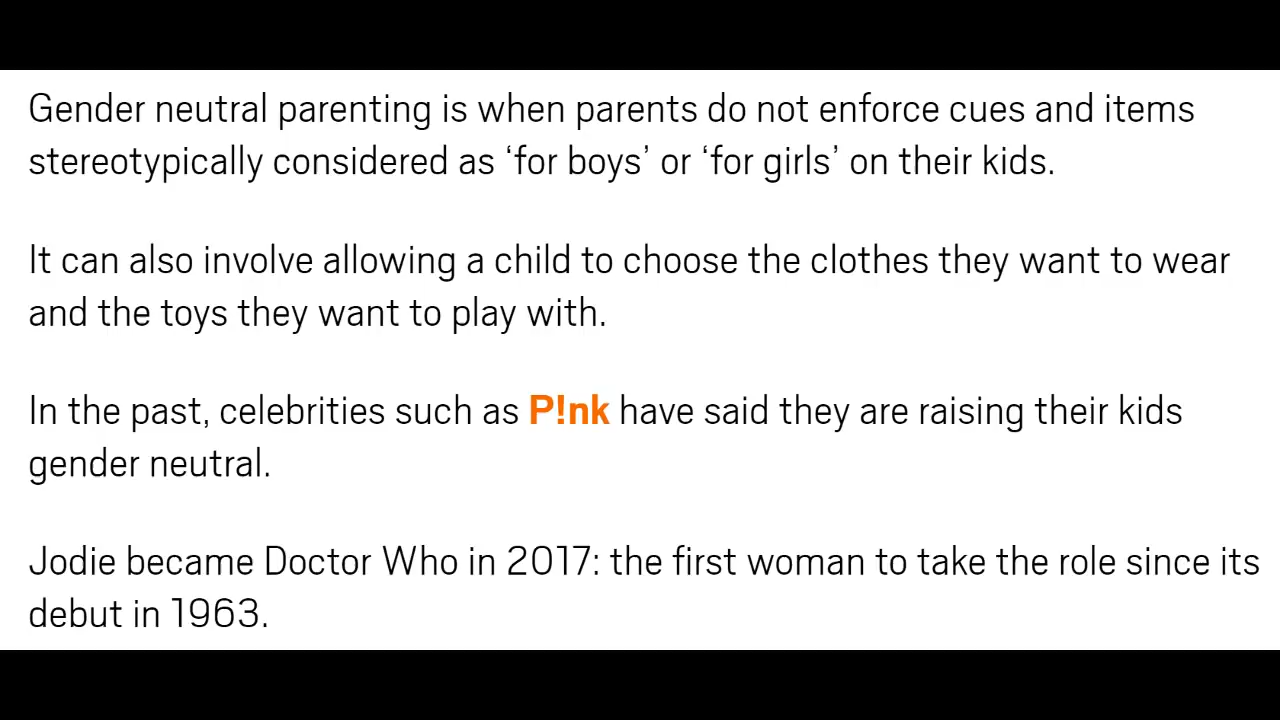 Gender neutral parenting is when parents do not enforce cues and items
stereotypically considered as ‘for boys’ or ‘for girls’ on their kids.
It can also involve allowing a child to choose the clothes they want to wear
and the toys they want to play with.
In the past, celebrities such as P!nk have said they are raising their kids
gender neutral.
Jodie became Doctor Who in 2017: the first woman to take the role since its
debut in 1963.